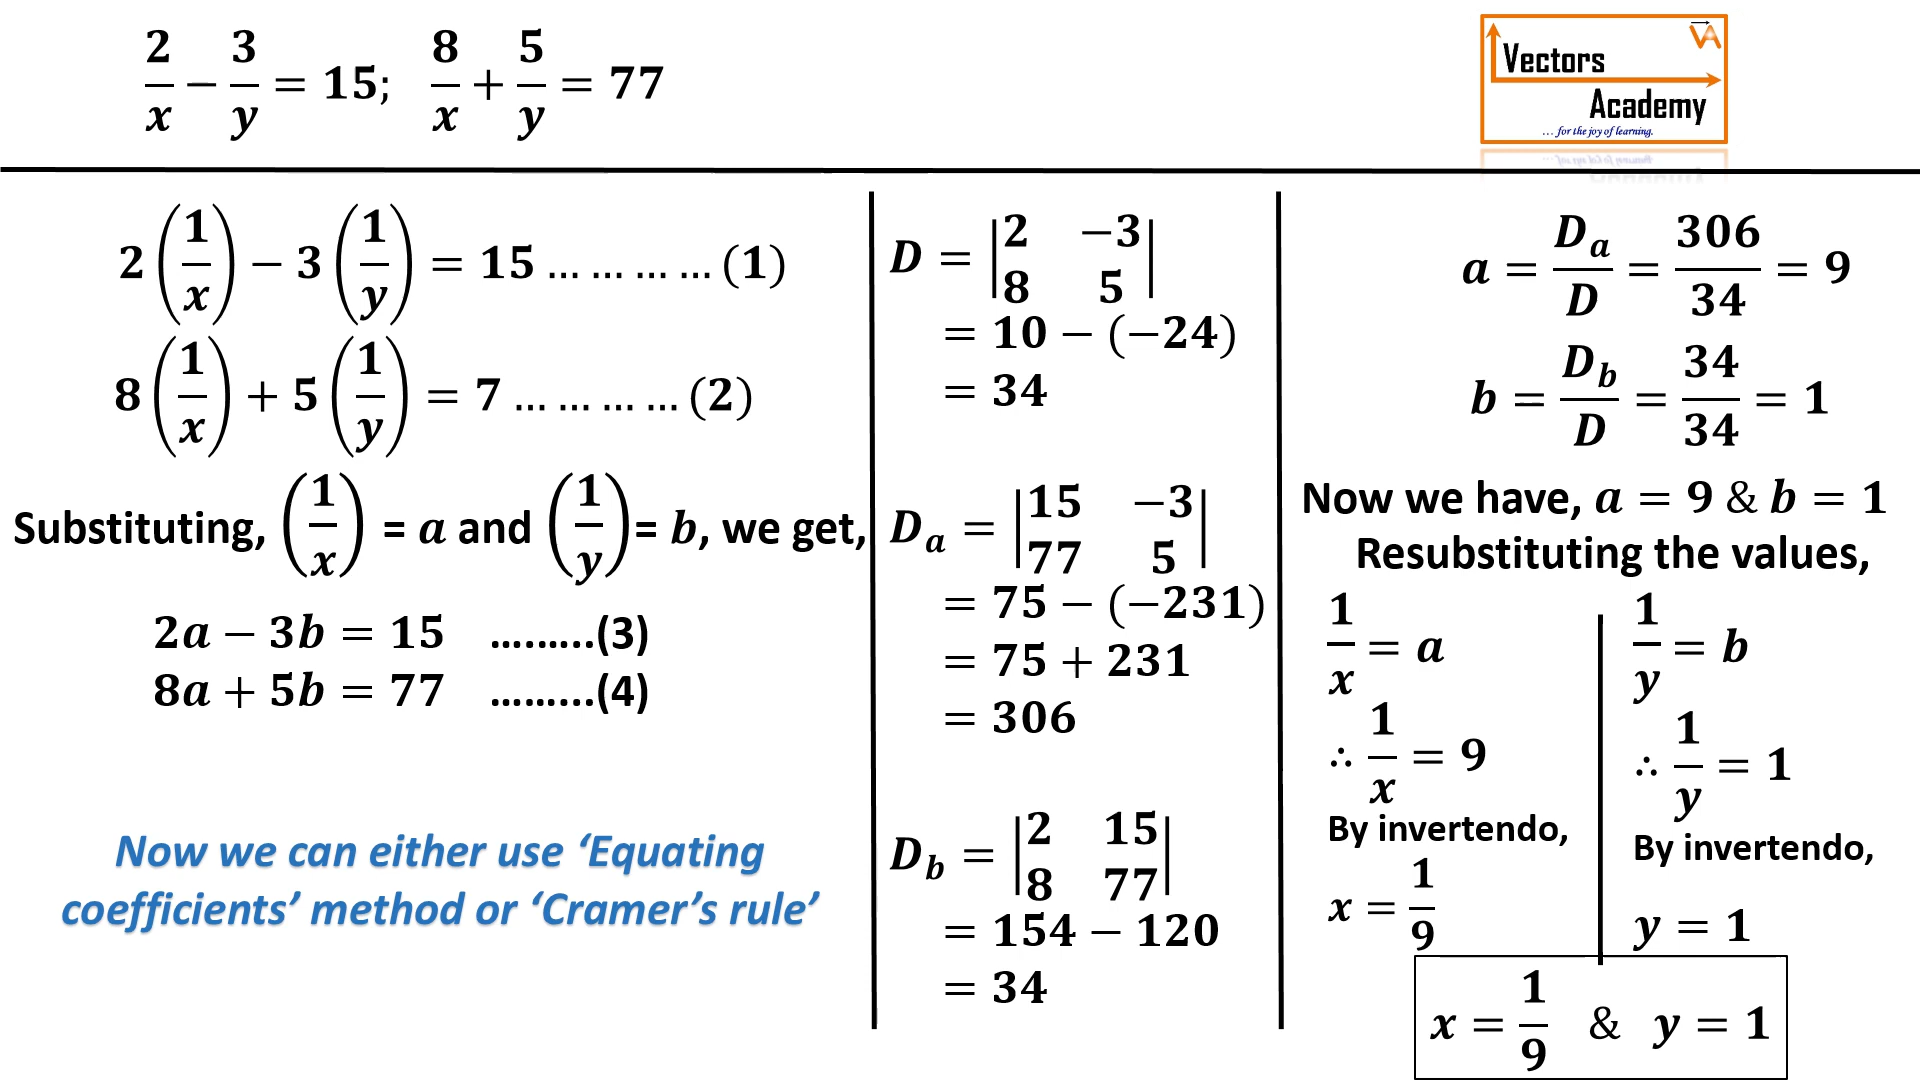 2/x − 3/y = 15; 8/x + 5/y = 77
Vectors
Academy
... for the joy of learning.
2(1/x) − 3(1/y) = 15 ... ... ... ... (1)
8(1/x) + 5(1/y) = 7 ... ... ... ... (2)
Substituting, (1/x) = a and (1/y) = b, we get,
2a − 3b = 15 .........(3)
8a + 5b = 77 .........(4)
Now we can either use ‘Equating
coefficients’ method or ‘Cramer’s rule’
D = |2 −3|
|8 5|
= 10 − (−24)
= 34
Dₐ = |15 −3|
|77 5|
= 75 − (−231)
= 75 + 231
= 306
D_b = |2 15|
|8 77|
= 154 − 120
= 34
a = Dₐ/D = 306/34 = 9
b = D_b/D = 34/34 = 1
Now we have, a = 9 & b = 1
Resubstituting the values,
1/x = a
∴ 1/x = 9
By invertendo,
x = 1/9
1/y = b
∴ 1/y = 1
By invertendo,
y = 1
x = 1/9 & y = 1